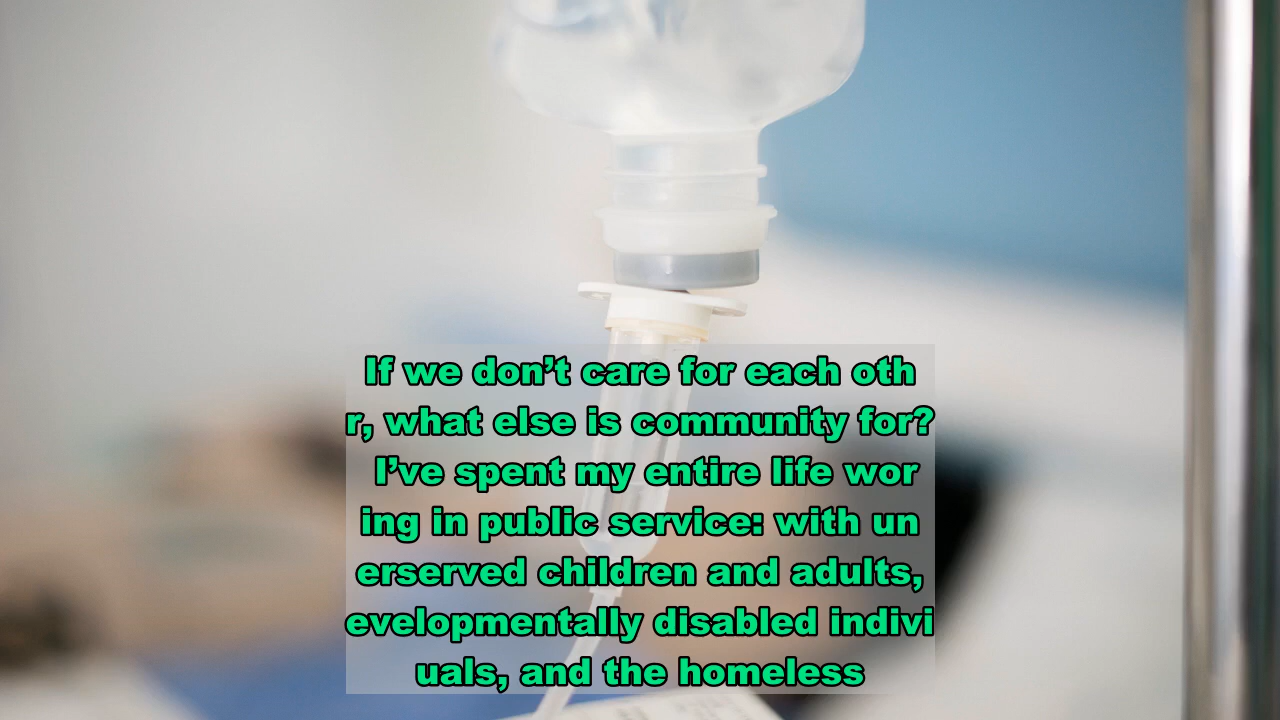 If we don’t care for each oth
r, what else is community for?
I’ve spent my entire life wor
ing in public service: with un
erserved children and adults,
evelopmentally disabled indivi
uals, and the homeless